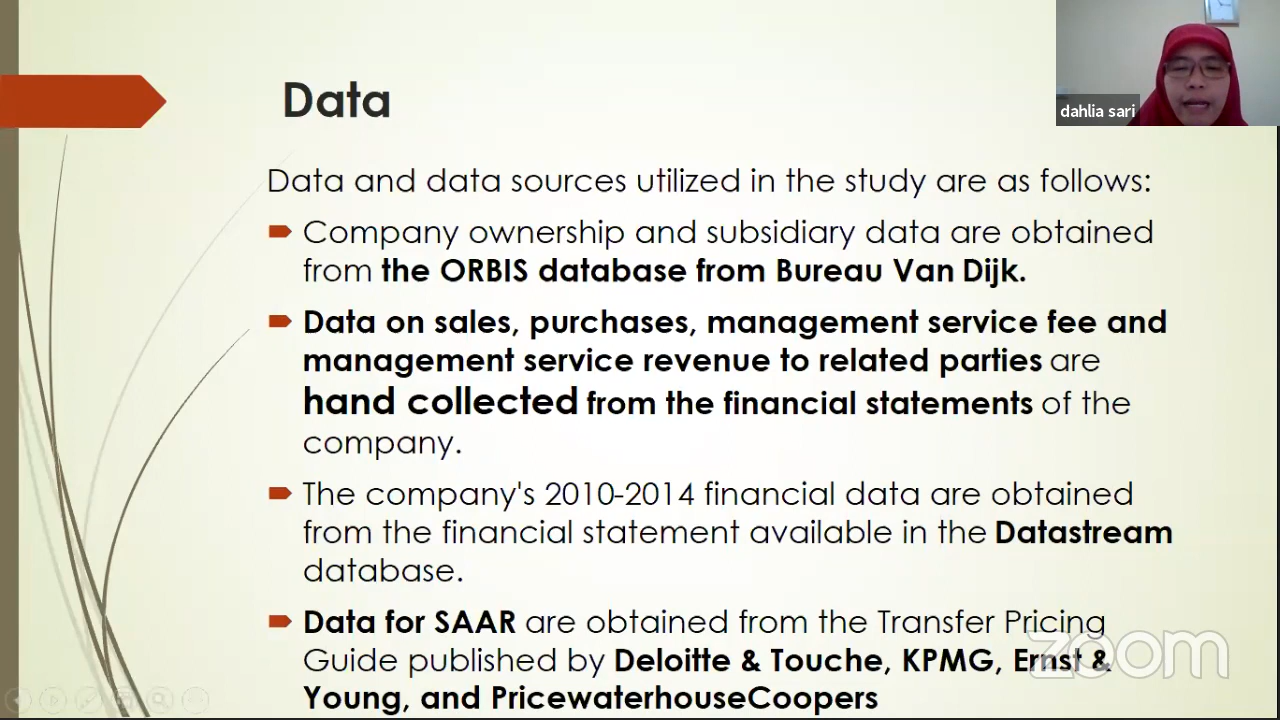 Data
dahlia sari
Data and data sources utilized in the study are as follows:
Company ownership and subsidiary data are obtained
from the ORBIS database from Bureau Van Dijk.
Data on sales, purchases, management service fee and
management service revenue to related parties are
hand collected from the financial statements of the
company.
The company's 2010-2014 financial data are obtained
from the financial statement available in the Datastream
database.
Data for SAAR are obtained from the Transfer Pricing
Guide published by Deloitte & Touche, KPMG, Ernst &
Young, and PricewaterhouseCoopers
zoom